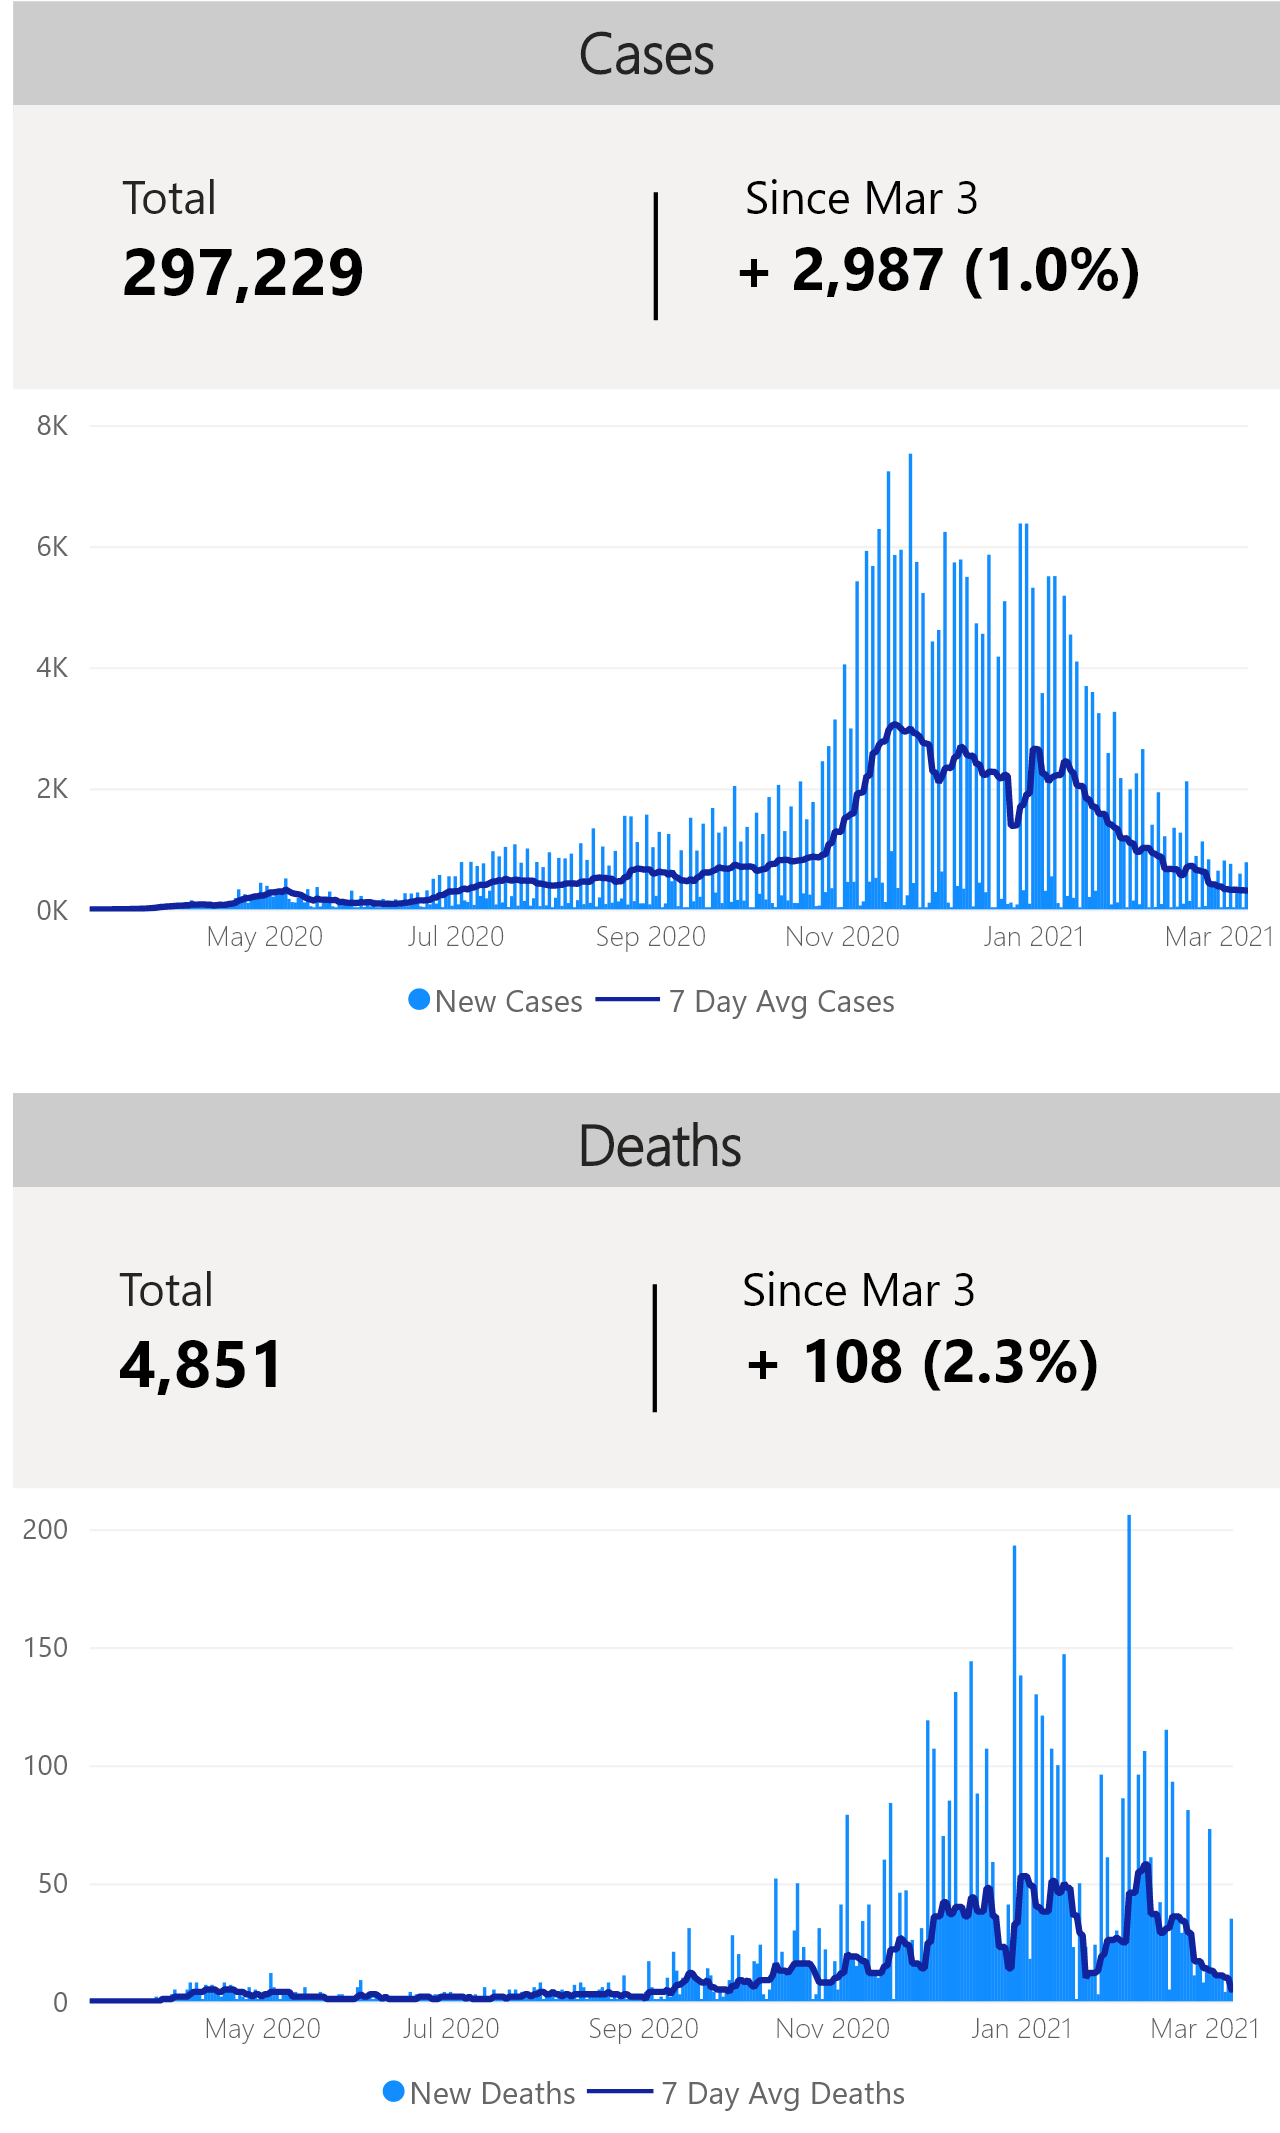 Cases
Total
Since Mar 3
297,229
+ 2,987 (1.0%)
8K
6K
4K
2K
0K
May 2020 Jul 2020 Sep 2020 Nov 2020 Jan 2021 Mar 2021
New Cases 7 Day Avg Cases
Deaths
Total
Since Mar 3
4,851
+ 108 (2.3%)
200
150
100
50
0
May 2020 Jul 2020 Sep 2020 Nov 2020 Jan 2021 Mar 2021
New Deaths 7 Day Avg Deaths